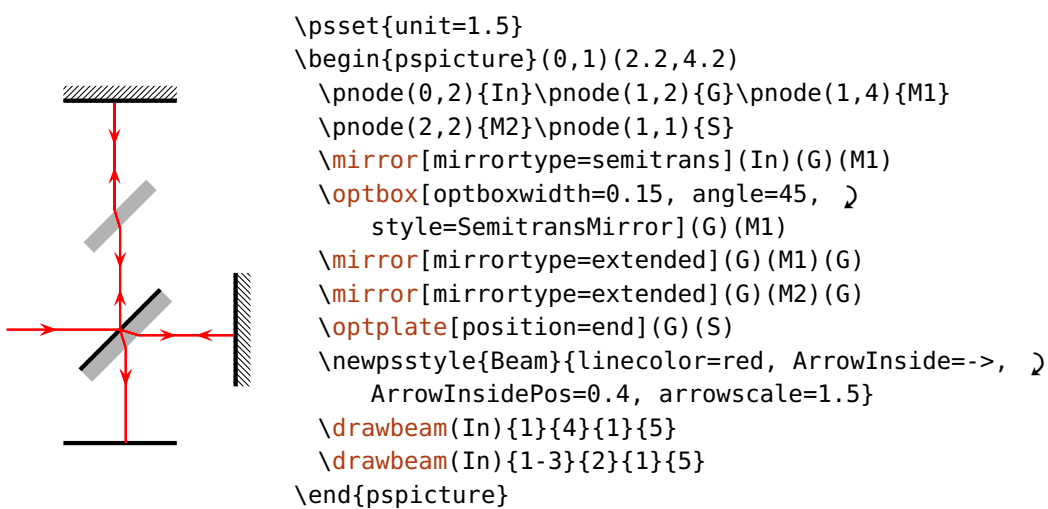 \psset{unit=1.5}
\begin{pspicture}(0,1)(2.2,4.2)
\pnode(0,2){In}\pnode(1,2){G}\pnode(1,4){M1}
\pnode(2,2){M2}\pnode(1,1){S}
\mirror[mirrortype=semitrans](In)(G)(M1)
\optbox[optboxwidth=0.15, angle=45,
style=SemitransMirror](G)(M1)
\mirror[mirrortype=extended](G)(M1)(G)
\mirror[mirrortype=extended](G)(M2)(G)
\optplate[position=end](G)(S)
\newpsstyle{Beam}{linecolor=red, ArrowInside=->,
ArrowInsidePos=0.4, arrowscale=1.5}
\drawbeam(In){1}{4}{1}{5}
\drawbeam(In){1-3}{2}{1}{5}
\end{pspicture}